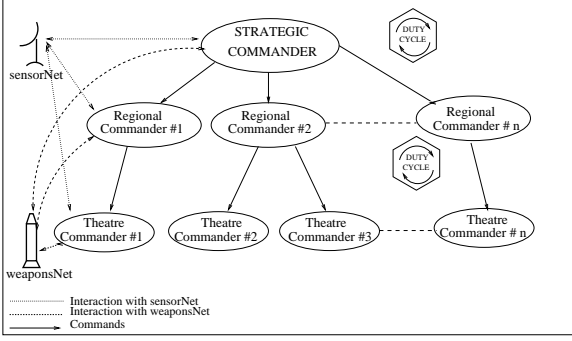 STRATEGIC
COMMANDER
DUTY
CYCLE
sensorNet
Regional
Commander #1
Regional
Commander #2
Regional
Commander # n
DUTY
CYCLE
Theatre
Commander #1
Theatre
Commander #2
Theatre
Commander #3
Theatre
Commander # n
weaponsNet
Interaction with sensorNet
Interaction with weaponsNet
Commands